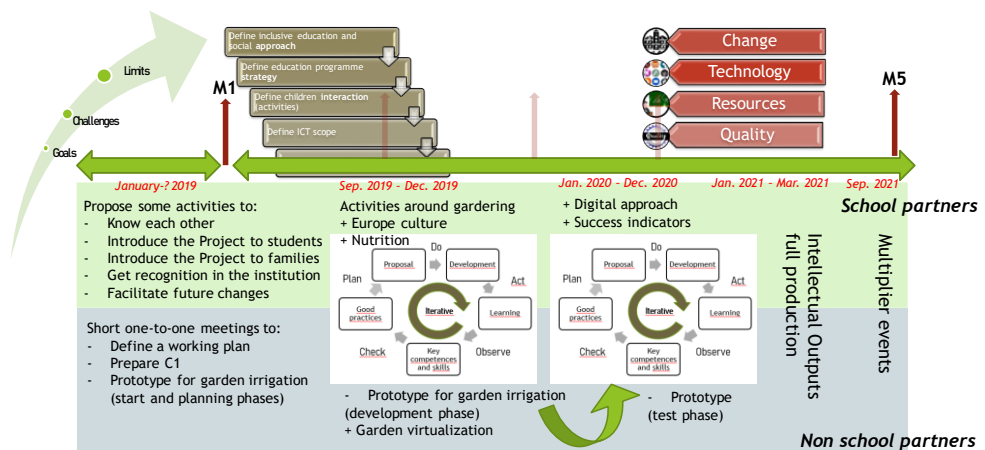 Limits
Challenges
Goals
M1
Define inclusive education and
social approach
Define education programme
strategy
Define children interaction
(activities)
Define ICT scope
Change
Technology
Resources
Quality
M5
January-? 2019
Sep. 2019 - Dec. 2019
Jan. 2020 - Dec. 2020
Jan. 2021 - Mar. 2021
Sep. 2021
School partners
Propose some activities to:
- Know each other
- Introduce the Project to students
- Introduce the Project to families
- Get recognition in the institution
- Facilitate future changes
Activities around gardering
+ Europe culture
+ Nutrition
+ Digital approach
+ Success indicators
Do
Plan
Proposal
Development
Act
Good
practices
Iterative
Learning
Check
Key
competences
and skills
Observe
Do
Plan
Proposal
Development
Act
Good
practices
Iterative
Learning
Check
Key
competences
and skills
Observe
Intellectual Outputs
full production
Multiplier events
Short one-to-one meetings to:
- Define a working plan
- Prepare C1
- Prototype for garden irrigation
(start and planning phases)
- Prototype for garden irrigation
(development phase)
+ Garden virtualization
- Prototype
(test phase)
Non school partners